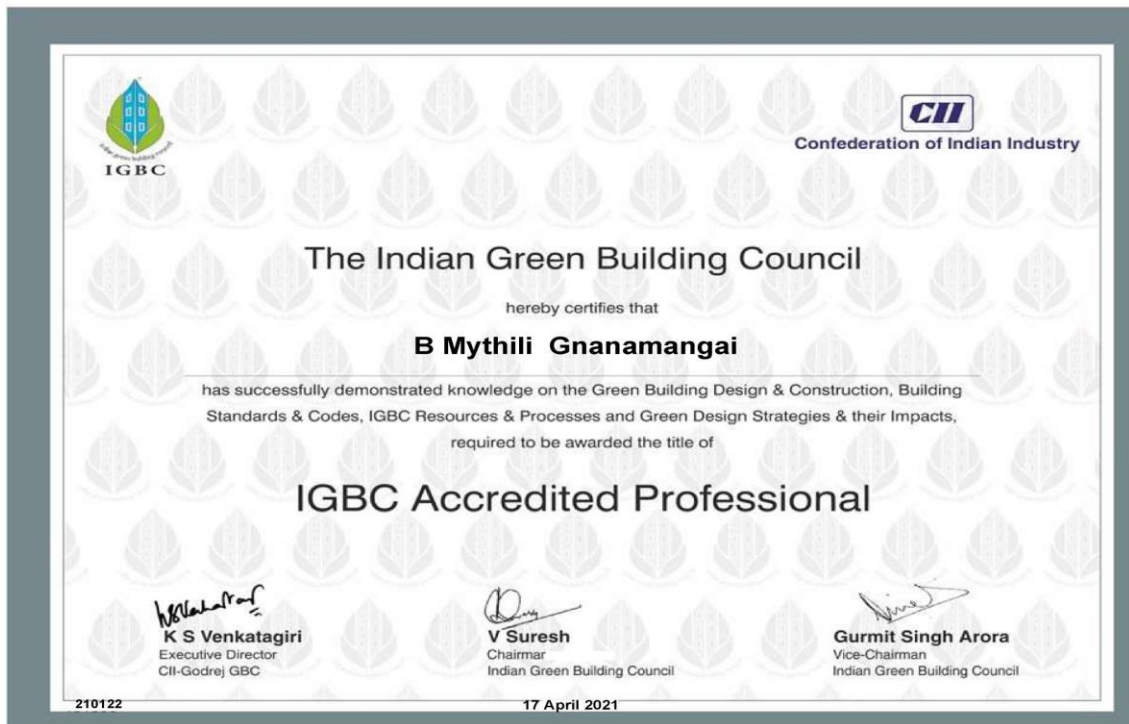 IGBC
CII
Confederation of Indian Industry
The Indian Green Building Council
hereby certifies that
B Mythili Gnanamangai
has successfully demonstrated knowledge on the Green Building Design & Construction, Building
Standards & Codes, IGBC Resources & Processes and Green Design Strategies & their Impacts,
required to be awarded the title of
IGBC Accredited Professional
K S Venkatagiri
Executive Director
CII-Godrej GBC
V Suresh
Chairmar
Indian Green Building Council
Gurmit Singh Arora
Vice-Chairman
Indian Green Building Council
210122
17 April 2021